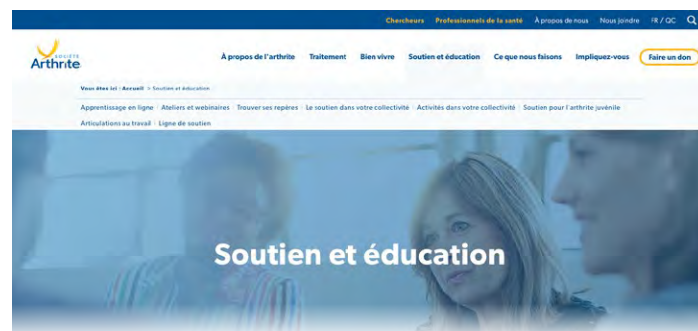 Chercheurs Professionnels de la santé À propos de nous Nous joindre FR / QC
SOCIÉTÉ
Arthrite
À propos de l'arthrite Traitement Bien vivre Soutien et éducation Ce que nous faisons Impliquez-vous Faire un don
Vous êtes ici : Accueil > Soutien et éducation
Apprentissage en ligne Ateliers et webinaires Trouver ses repères Le soutien dans votre collectivité Activités dans votre collectivité Soutien pour l'arthrite juvénile
Articulations au travail Ligne de soutien
Soutien et éducation